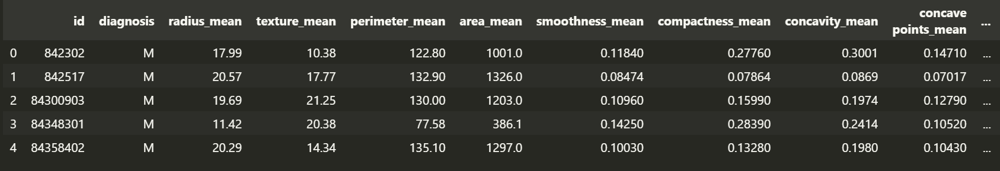 id diagnosis radius_mean texture_mean perimeter_mean area_mean smoothness_mean compactness_mean concavity_mean concave points_mean ...
0 842302 M 17.99 10.38 122.80 1001.0 0.11840 0.27760 0.3001 0.14710 ...
1 842517 M 20.57 17.77 132.90 1326.0 0.08474 0.07864 0.0869 0.07017 ...
2 84300903 M 19.69 21.25 130.00 1203.0 0.10960 0.15990 0.1974 0.12790 ...
3 84348301 M 11.42 20.38 77.58 386.1 0.14250 0.28390 0.2414 0.10520 ...
4 84358402 M 20.29 14.34 135.10 1297.0 0.10030 0.13280 0.1980 0.10430 ...